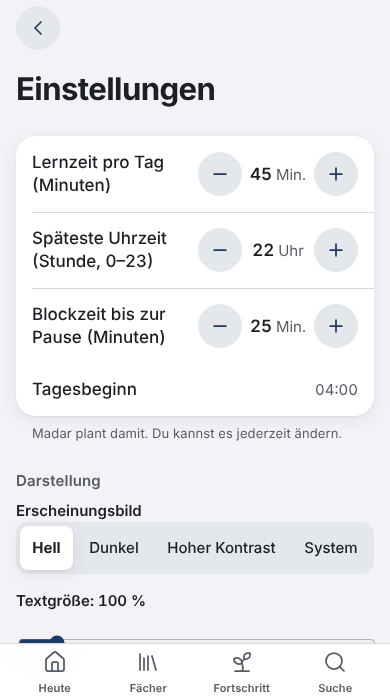 Einstellungen
Lernzeit pro Tag
(Minuten)
− 45 Min. +
Späteste Uhrzeit
(Stunde, 0–23)
− 22 Uhr +
Blockzeit bis zur
Pause (Minuten)
− 25 Min. +
Tagesbeginn 04:00
Madar plant damit. Du kannst es jederzeit ändern.
Darstellung
Erscheinungsbild
Hell Dunkel Hoher Kontrast System
Textgröße: 100 %
Heute Fächer Fortschritt Suche